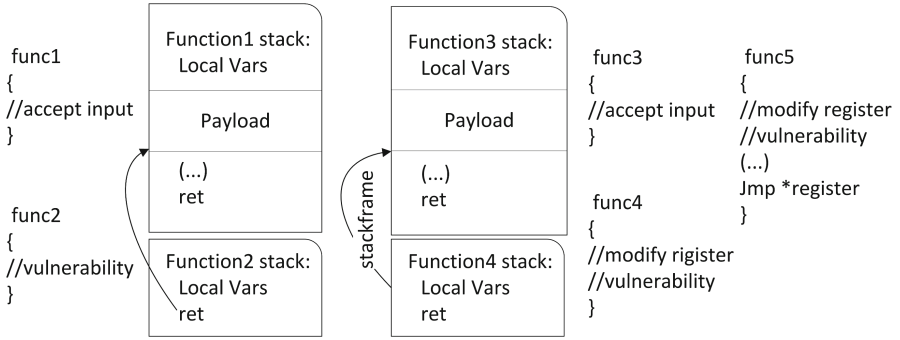 func1
{
//accept input
}
func2
{
//vulnerability
}
Function1 stack:
Local Vars
Payload
(...)
ret
Function2 stack:
Local Vars
ret
Function3 stack:
Local Vars
Payload
(...)
ret
stackframe
Function4 stack:
Local Vars
ret
func3
{
//accept input
}
func4
{
//modify rigister
//vulnerability
}
func5
{
//modify register
//vulnerability
(...)
Jmp *register
}